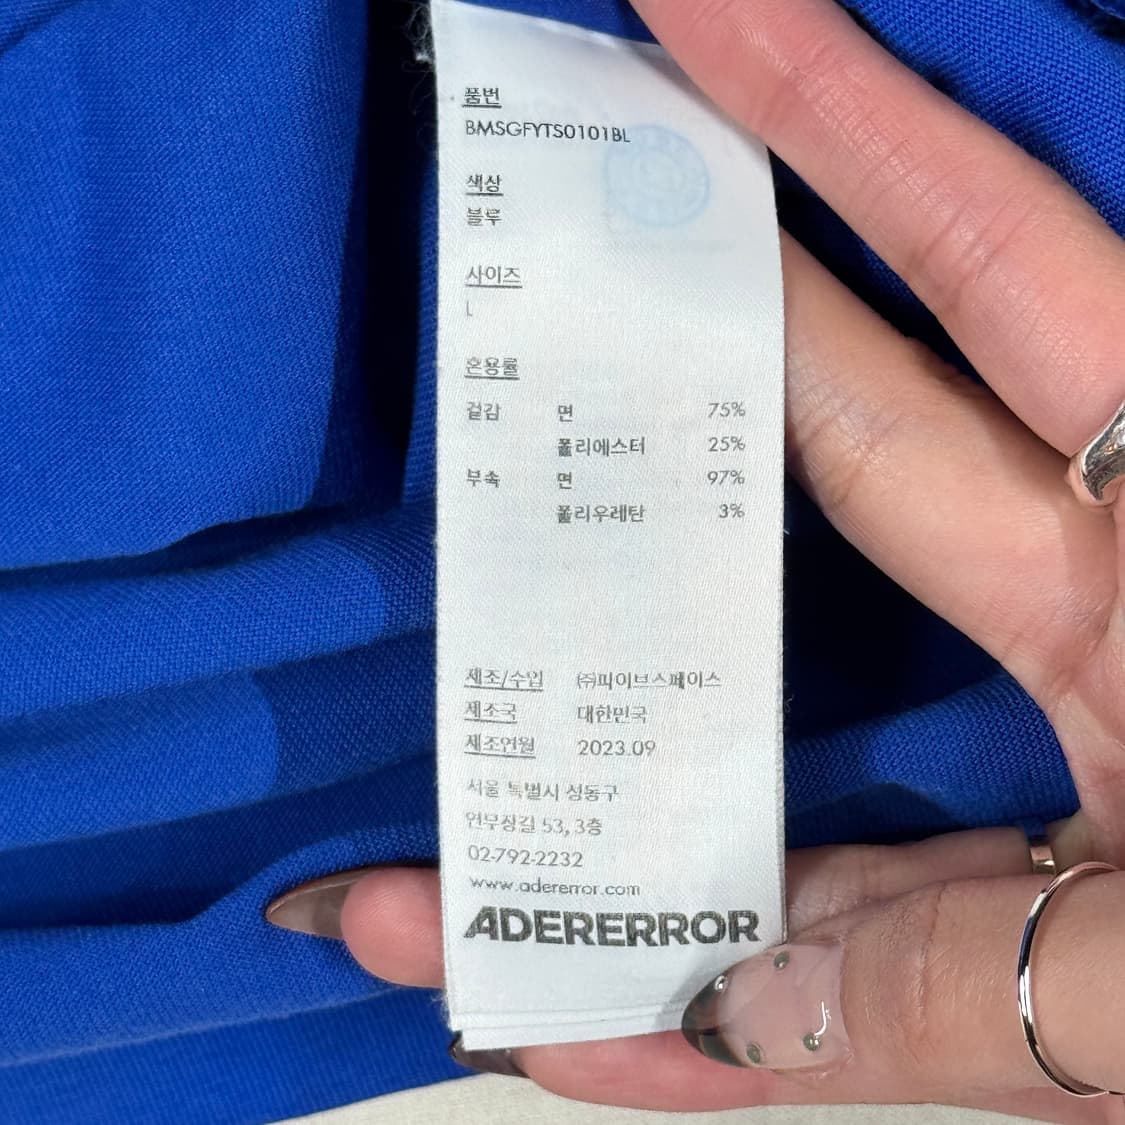 품번
BMSGFYTS0101BL
색상
블루
사이즈
L
혼용률
겉감 면 75%
폴리에스터 25%
부속 면 97%
폴리우레탄 3%
제조/수입 ㈜파이브스페이스
제조국 대한민국
제조연월 2023.09
서울 특별시 성동구
연무장길 53, 3층
02-792-2232
www.adererror.com
ADERERROR